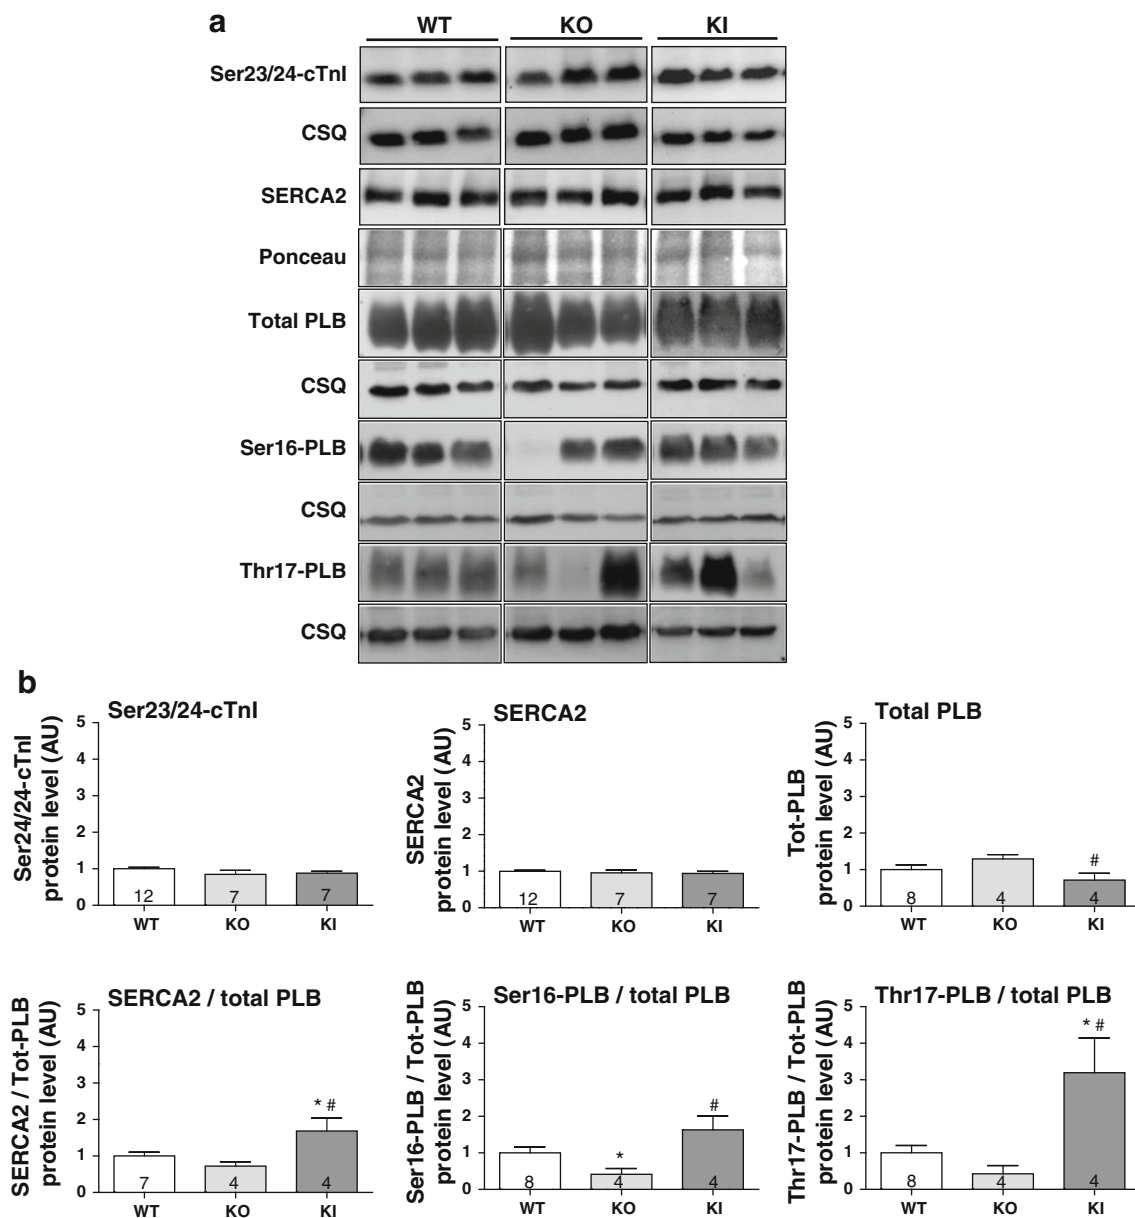 a
WT KO KI
Ser23/24-cTnI
CSQ
SERCA2
Ponceau
Total PLB
CSQ
Ser16-PLB
CSQ
Thr17-PLB
CSQ
b
Ser23/24-cTnI
Ser24/24-cTnI
protein level (AU)
5
4
3
2
1
0
12 7 7
WT KO KI
SERCA2
SERCA2
protein level (AU)
5
4
3
2
1
0
12 7 7
WT KO KI
Total PLB
Tot-PLB
protein level (AU)
5
4
3
2
1
0
#
8 4 4
WT KO KI
SERCA2 / total PLB
SERCA2 / Tot-PLB
protein level (AU)
5
4
3
2
1
0
* #
7 4 4
WT KO KI
Ser16-PLB / total PLB
Ser16-PLB / Tot-PLB
protein level (AU)
5
4
3
2
1
0
* #
8 4 4
WT KO KI
Thr17-PLB / total PLB
Thr17-PLB / Tot-PLB
protein level (AU)
5
4
3
2
1
0
* #
8 4 4
WT KO KI